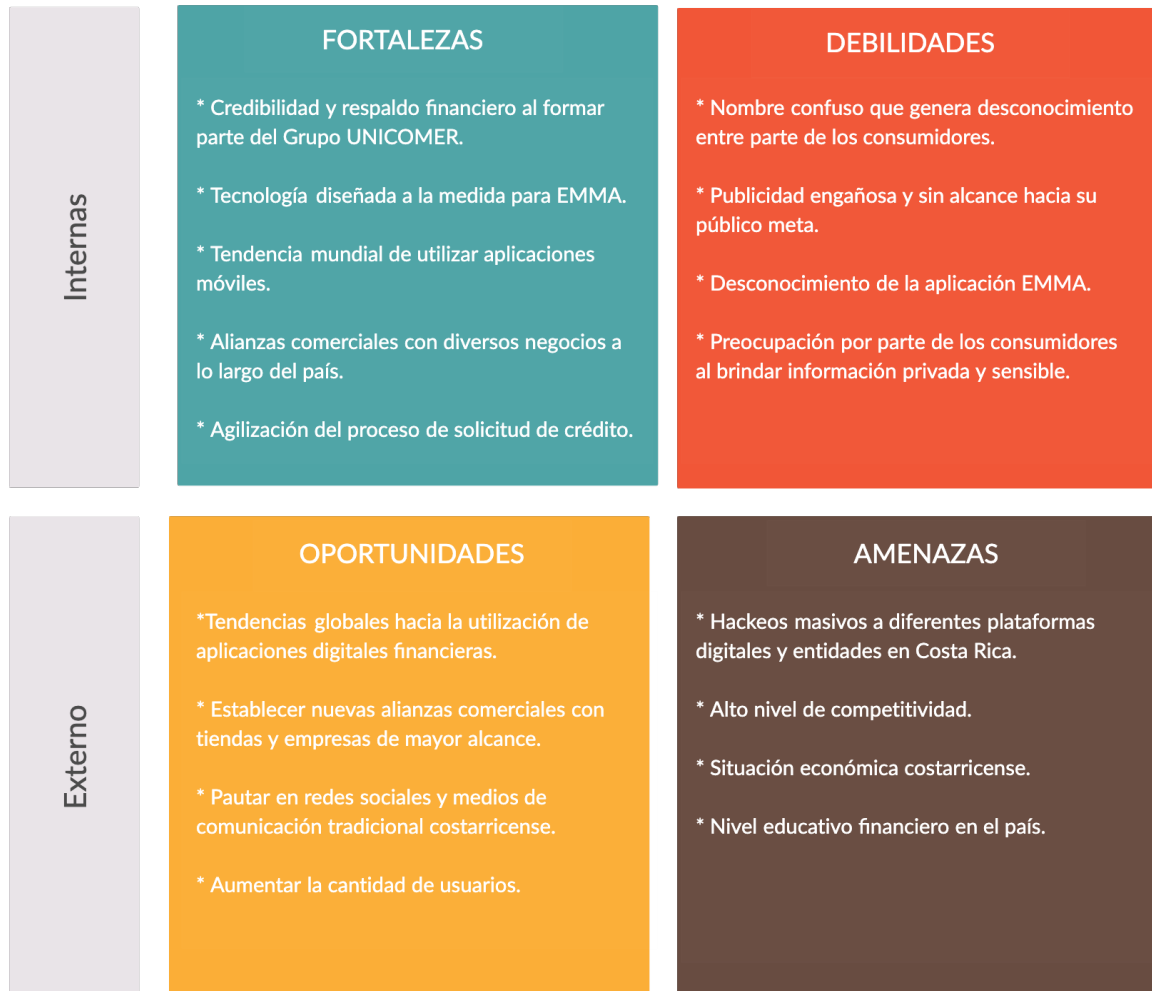 Internas
FORTALEZAS
* Credibilidad y respaldo financiero al formar
parte del Grupo UNICOMER.
* Tecnología diseñada a la medida para EMMA.
* Tendencia mundial de utilizar aplicaciones
móviles.
* Alianzas comerciales con diversos negocios a
lo largo del país.
* Agilización del proceso de solicitud de crédito.
DEBILIDADES
* Nombre confuso que genera desconocimiento
entre parte de los consumidores.
* Publicidad engañosa y sin alcance hacia su
público meta.
* Desconocimiento de la aplicación EMMA.
* Preocupación por parte de los consumidores
al brindar información privada y sensible.
Externo
OPORTUNIDADES
*Tendencias globales hacia la utilización de
aplicaciones digitales financieras.
* Establecer nuevas alianzas comerciales con
tiendas y empresas de mayor alcance.
* Pautar en redes sociales y medios de
comunicación tradicional costarricense.
* Aumentar la cantidad de usuarios.
AMENAZAS
* Hackeos masivos a diferentes plataformas
digitales y entidades en Costa Rica.
* Alto nivel de competitividad.
* Situación económica costarricense.
* Nivel educativo financiero en el país.